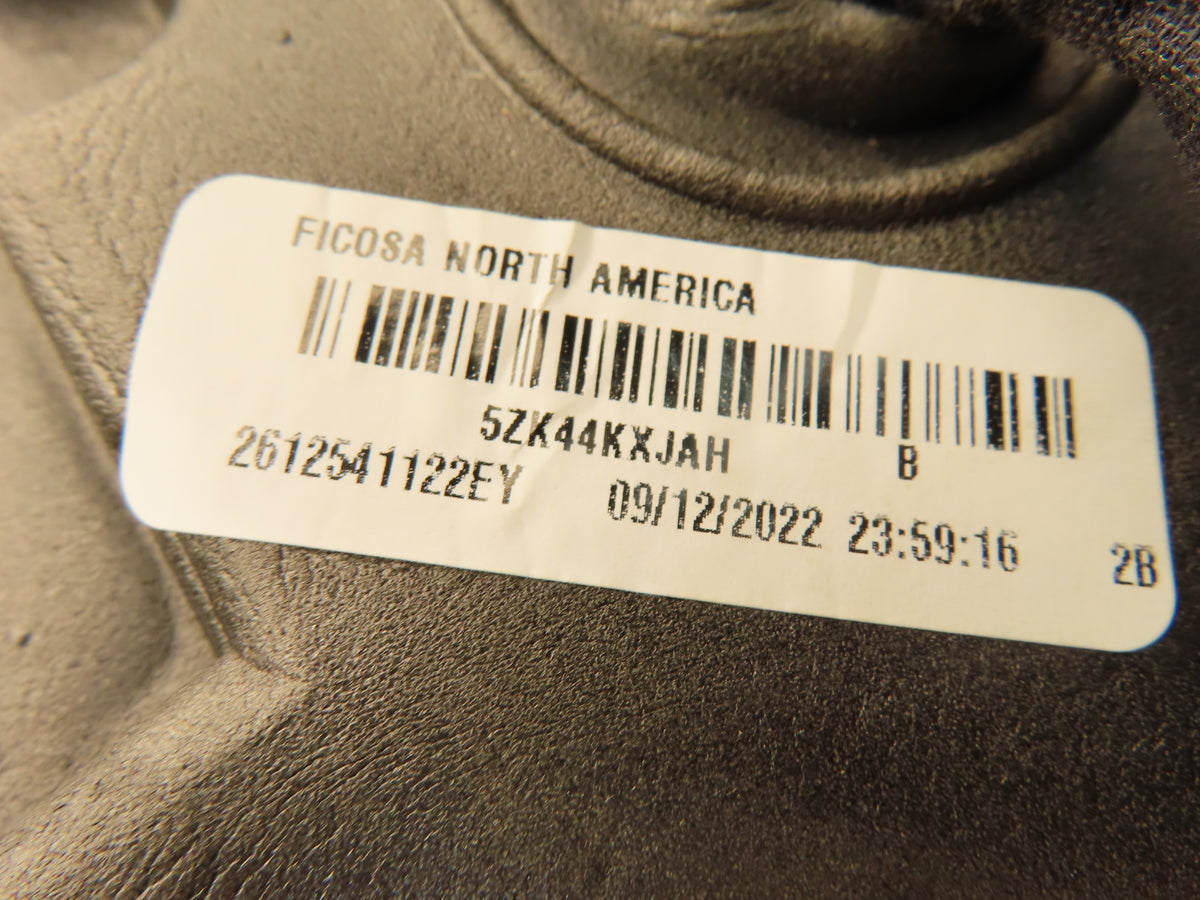 FICOSA NORTH AMERICA
5ZK44KXJAH B
2612541122EY 09/12/2022 23:59:16 2B